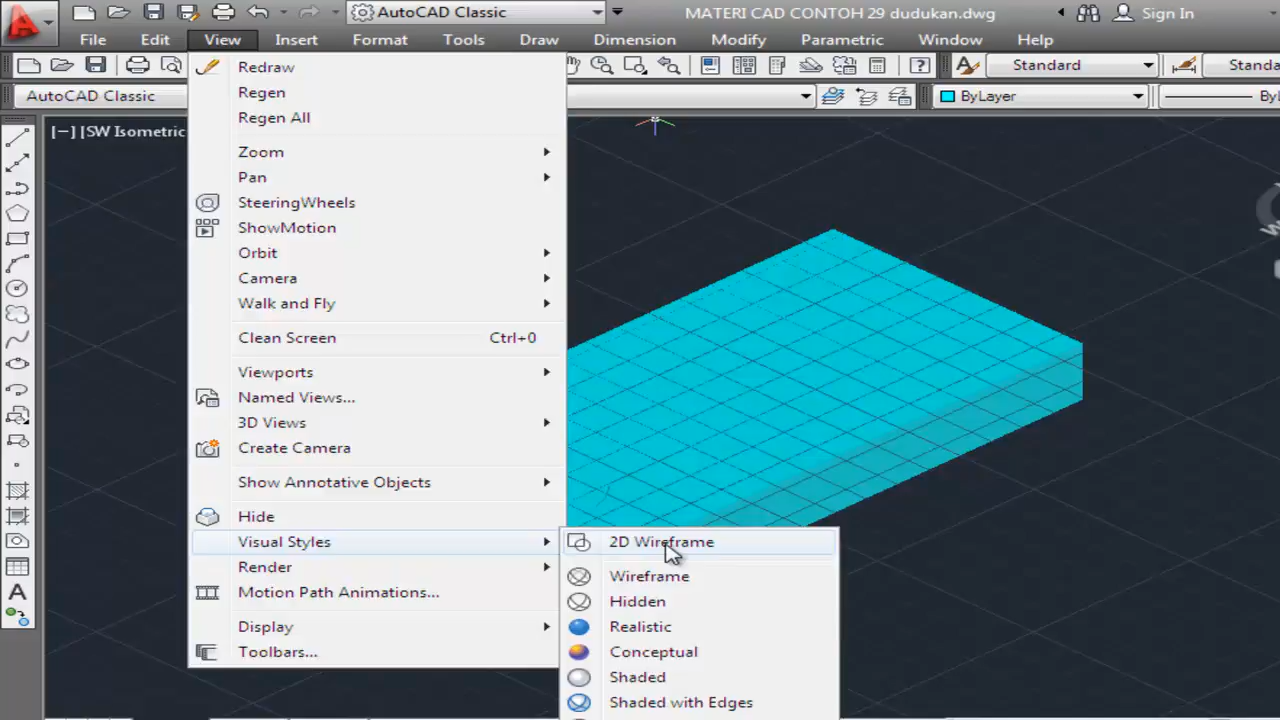 AutoCAD Classic
MATERI CAD CONTOH 29 dudukan.dwg
Sign In
File Edit View Insert Format Tools Draw Dimension Modify Parametric Window Help
Standard
AutoCAD Classic
ByLayer
[−] [SW Isometric
Redraw
Regen
Regen All
Zoom
Pan
SteeringWheels
ShowMotion
Orbit
Camera
Walk and Fly
Clean Screen Ctrl+0
Viewports
Named Views...
3D Views
Create Camera
Show Annotative Objects
Hide
Visual Styles
Render
Motion Path Animations...
Display
Toolbars...
2D Wireframe
Wireframe
Hidden
Realistic
Conceptual
Shaded
Shaded with Edges